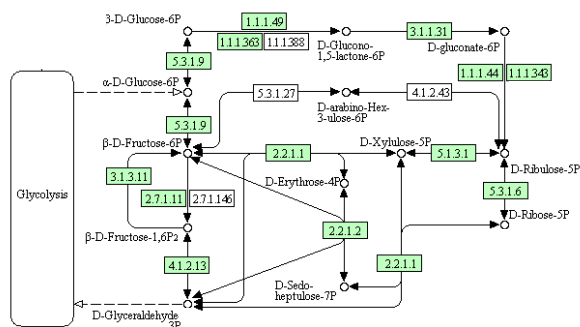 β-D-Glucose-6P
1.1.1.49
1.1.1.363 1.1.1.388
D-Glucono-
1,5-lactone-6P
3.1.1.31
D-gluconate-6P
5.3.1.9
α-D-Glucose-6P
1.1.1.44 1.1.1.343
5.3.1.27
D-arabino-Hex-
3-ulose-6P
4.1.2.43
5.3.1.9
β-D-Fructose-6P
2.2.1.1
D-Xylulose-5P
5.1.3.1
D-Ribulose-5P
3.1.3.11
D-Erythrose-4P
5.3.1.6
Glycolysis
2.7.1.11 2.7.1.146
D-Ribose-5P
β-D-Fructose-1,6P2
2.2.1.2
4.1.2.13
2.2.1.1
D-Sedo-
heptulose-7P
D-Glyceraldehyde
3P